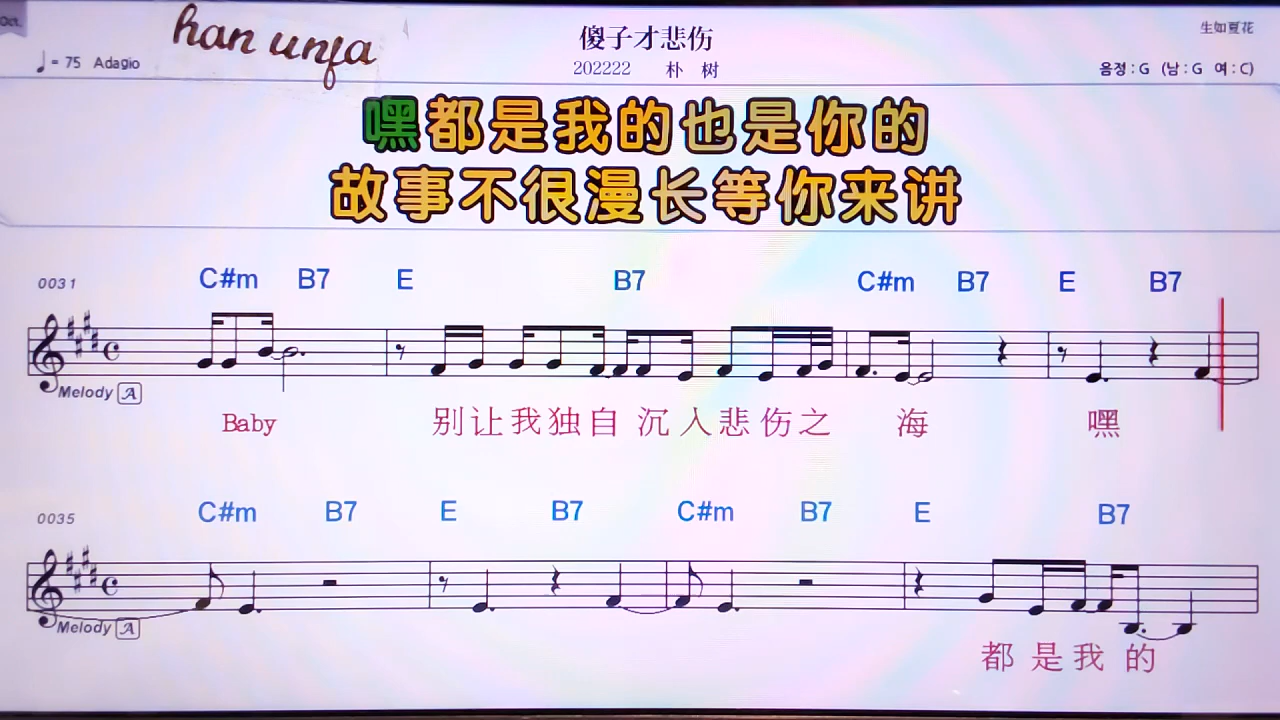 Oct.
han unfa
傻子才悲伤
生如夏花
♩= 75 Adagio
202222 朴 树
음정 : G (남 : G 여 : C)
嘿都是我的也是你的
故事不很漫长等你来讲
0031 C#m B7 E B7 C#m B7 E B7
Melody A
Baby 别让我独自 沉入悲伤之 海 嘿
0035 C#m B7 E B7 C#m B7 E B7
Melody A
都 是 我 的